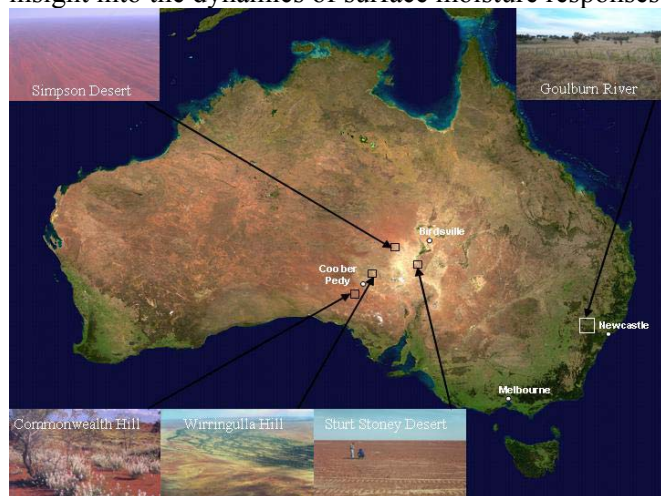 insight into the dynamics of surface moisture responses
Simpson Desert
Goulburn River
Birdsville
Coober
Pedy
Newcastle
Melbourne
Commonwealth Hill
Wirringulla Hill
Sturt Stoney Desert